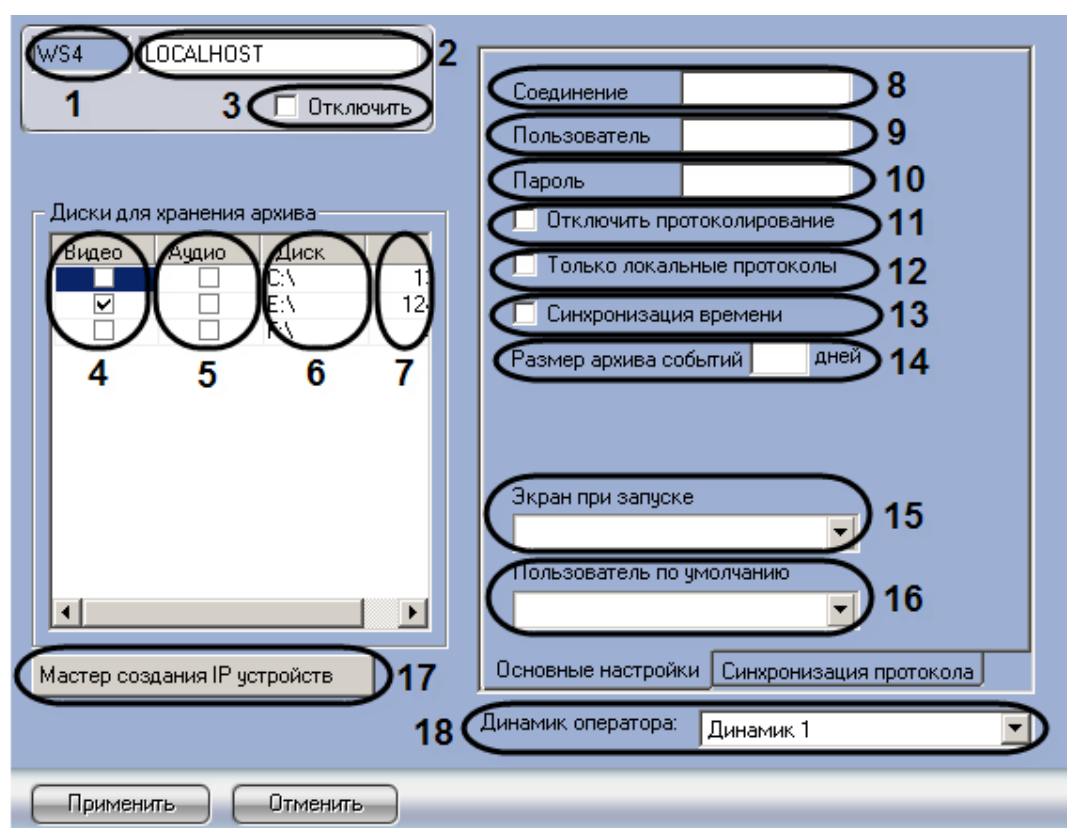 WS4 LOCALHOST 2
1 3 Отключить
Диски для хранения архива
Видео Аудио Диск
C:\ 1
E:\ 12
F:\
4 5 6 7
Мастер создания IP устройств 17
Соединение 8
Пользователь 9
Пароль 10
Отключить протоколирование 11
Только локальные протоколы 12
Синхронизация времени 13
Размер архива событий дней 14
Экран при запуске 15
Пользователь по умолчанию 16
Основные настройки Синхронизация протокола
18 Динамик оператора: Динамик 1
Применить Отменить